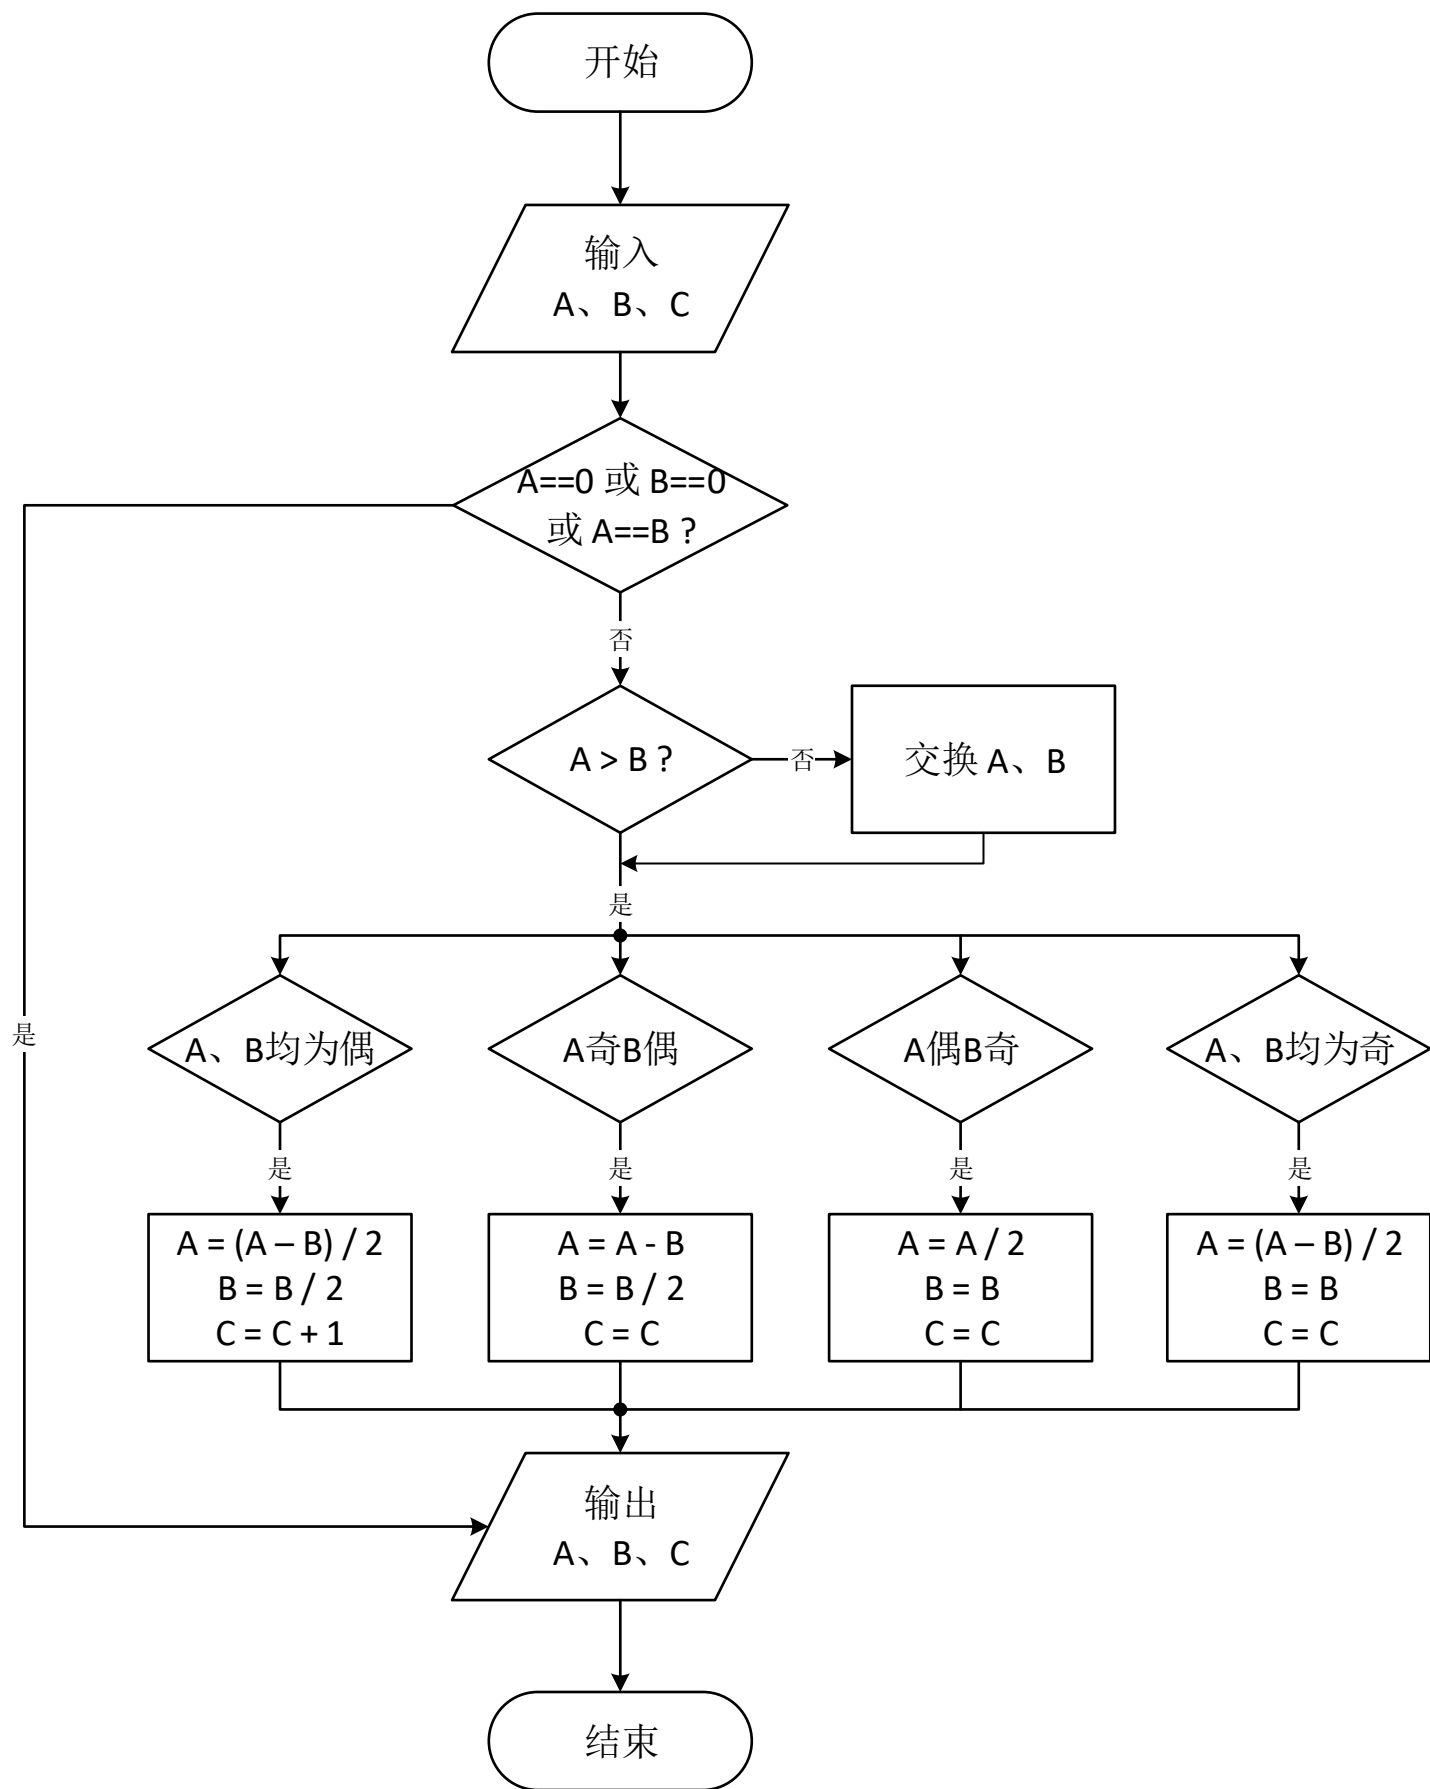 开始
输入
A、B、C
A==0 或 B==0
或 A==B ?
否
A > B ?
否
交换 A、B
是
是
A、B均为偶
A奇B偶
A偶B奇
A、B均为奇
是
是
是
是
A = (A – B) / 2
B = B / 2
C = C + 1
A = A - B
B = B / 2
C = C
A = A / 2
B = B
C = C
A = (A – B) / 2
B = B
C = C
输出
A、B、C
结束